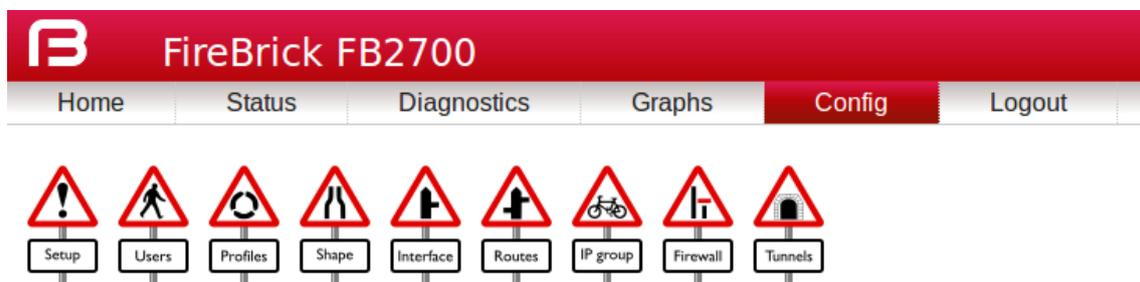 FireBrick FB2700
Home Status Diagnostics Graphs Config Logout
Setup Users Profiles Shape Interface Routes IP group Firewall Tunnels